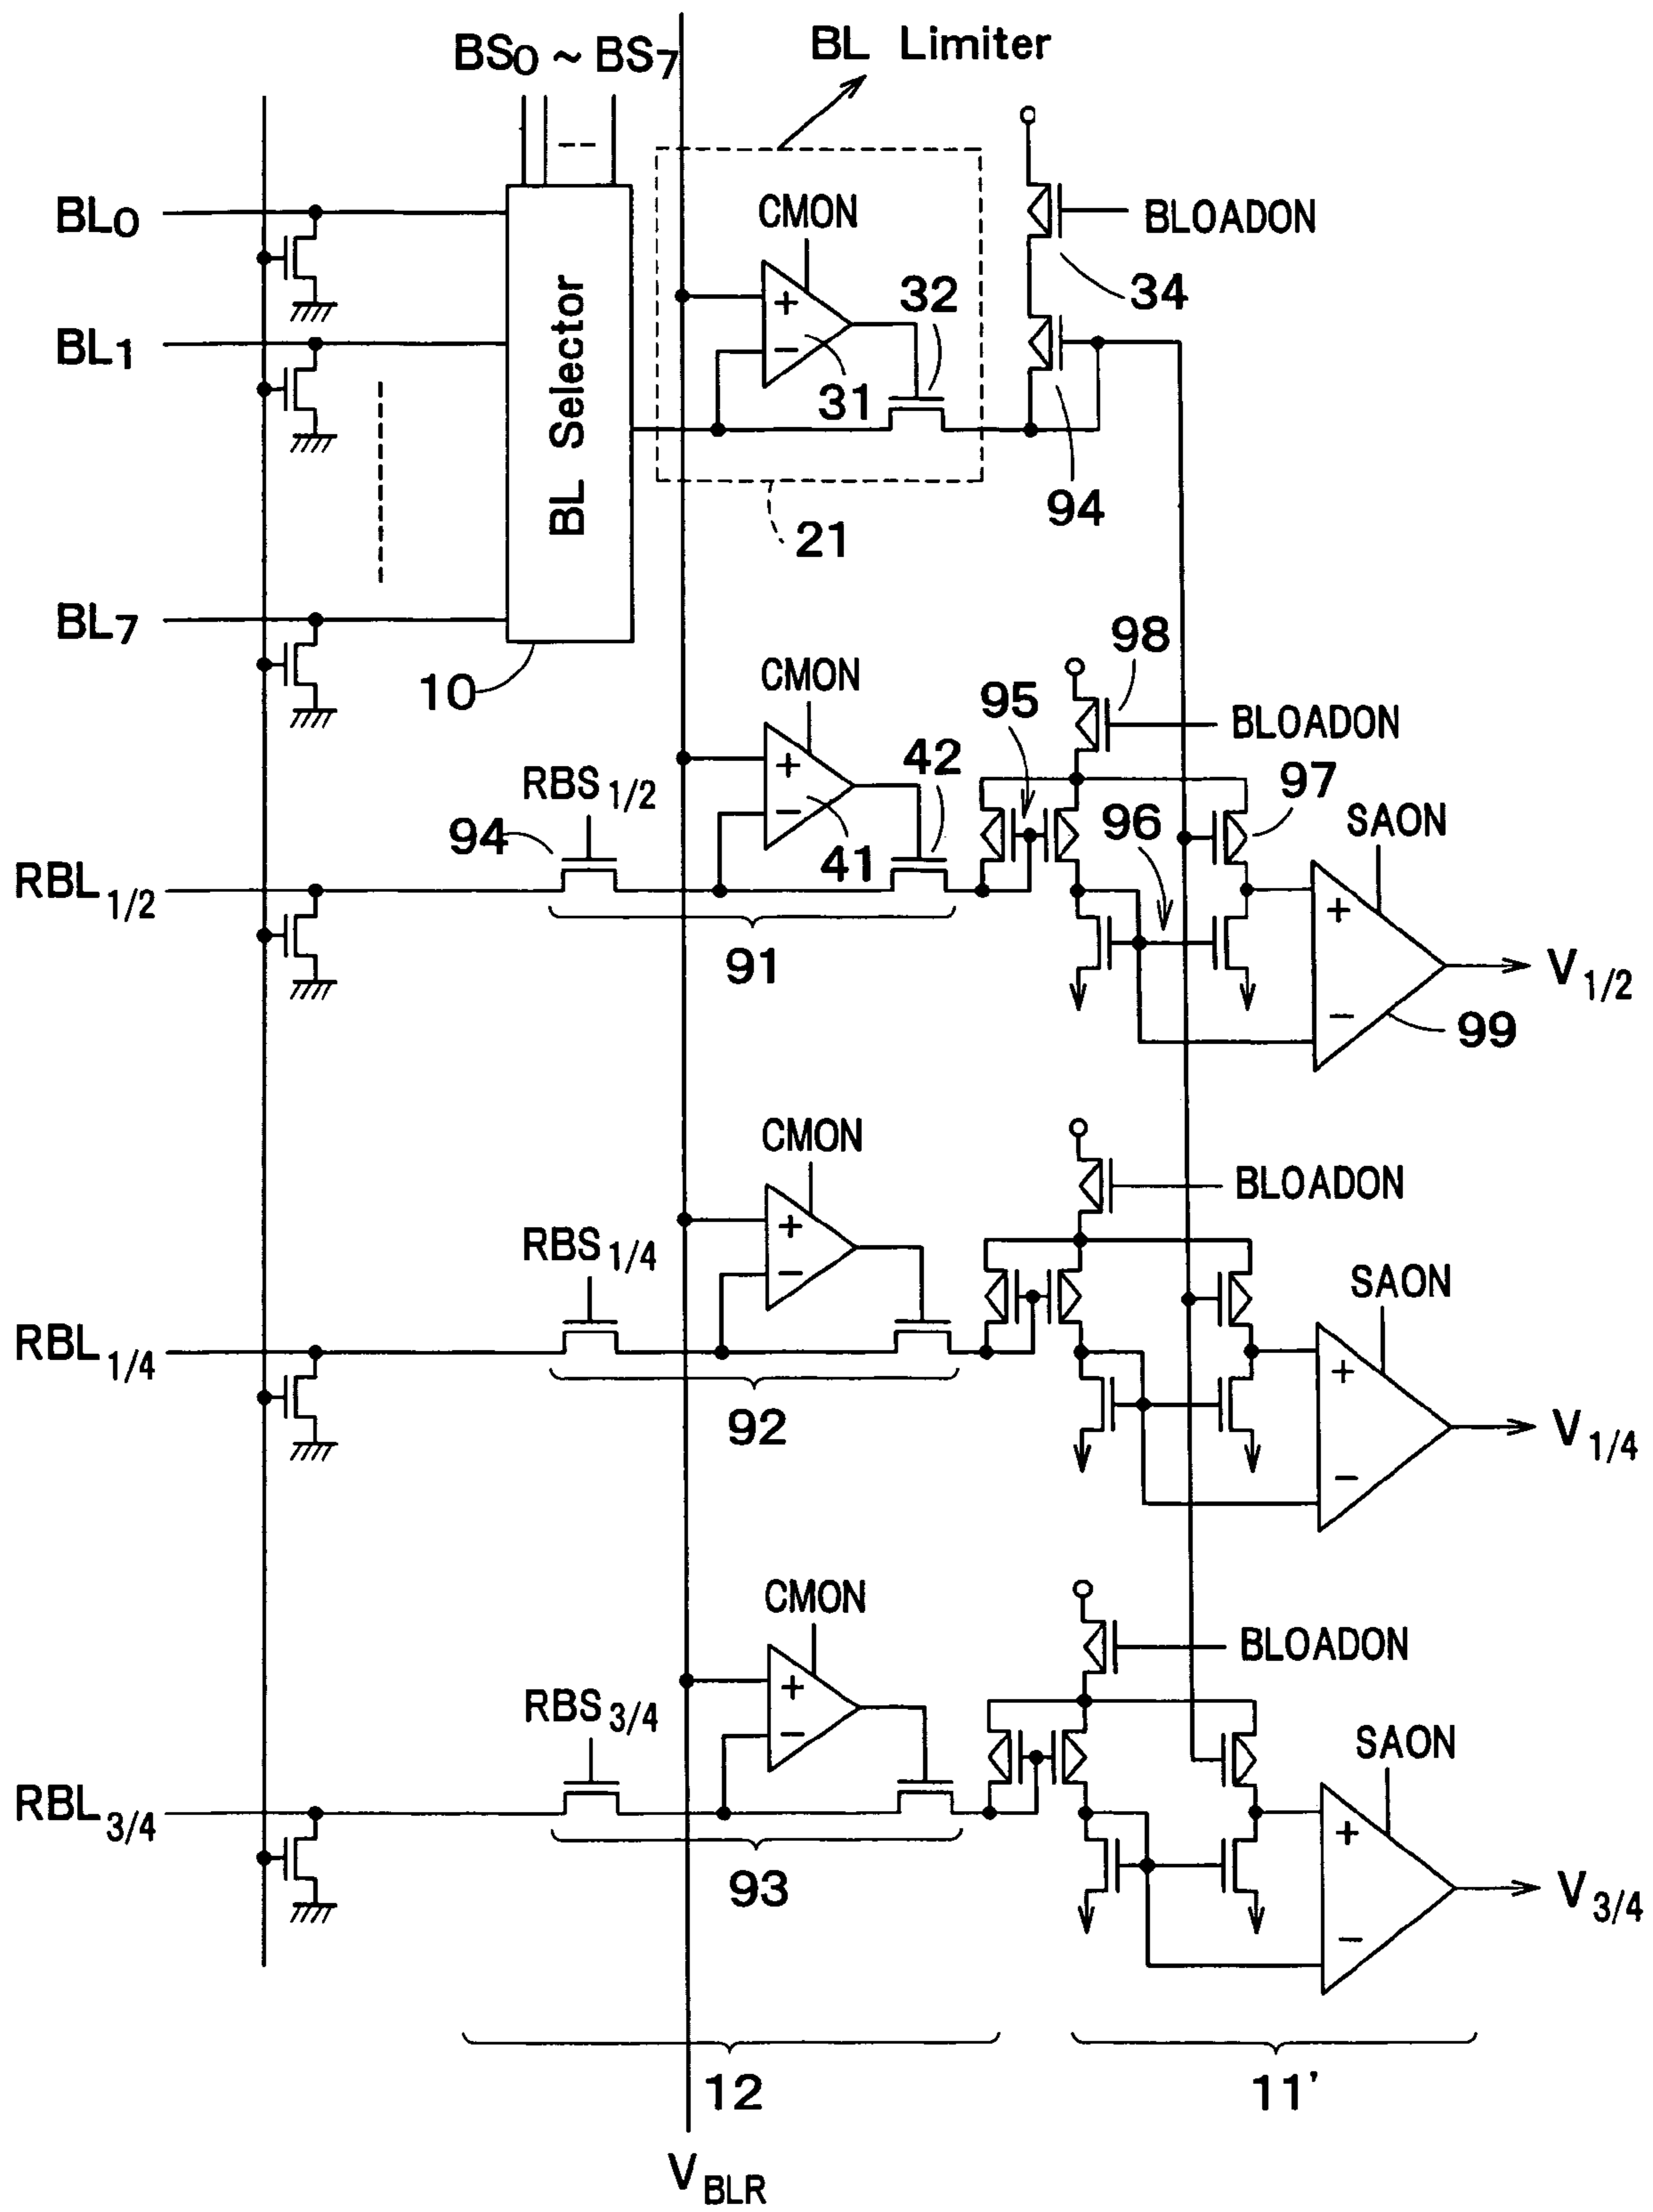 BS0 ~ BS7
BL Limiter
BL0
CMON
BLOADON
+
32
34
BL1
−
31
BL Selector
94
21
BL7
98
10
CMON
95
BLOADON
RBS1/2
+
42
97
94
−
41
96
SAON
RBL1/2
+
91
V1/2
−
99
CMON
BLOADON
RBS1/4
+
−
SAON
RBL1/4
+
92
V1/4
−
CMON
BLOADON
RBS3/4
+
−
SAON
RBL3/4
+
93
V3/4
−
12
11'
VBLR